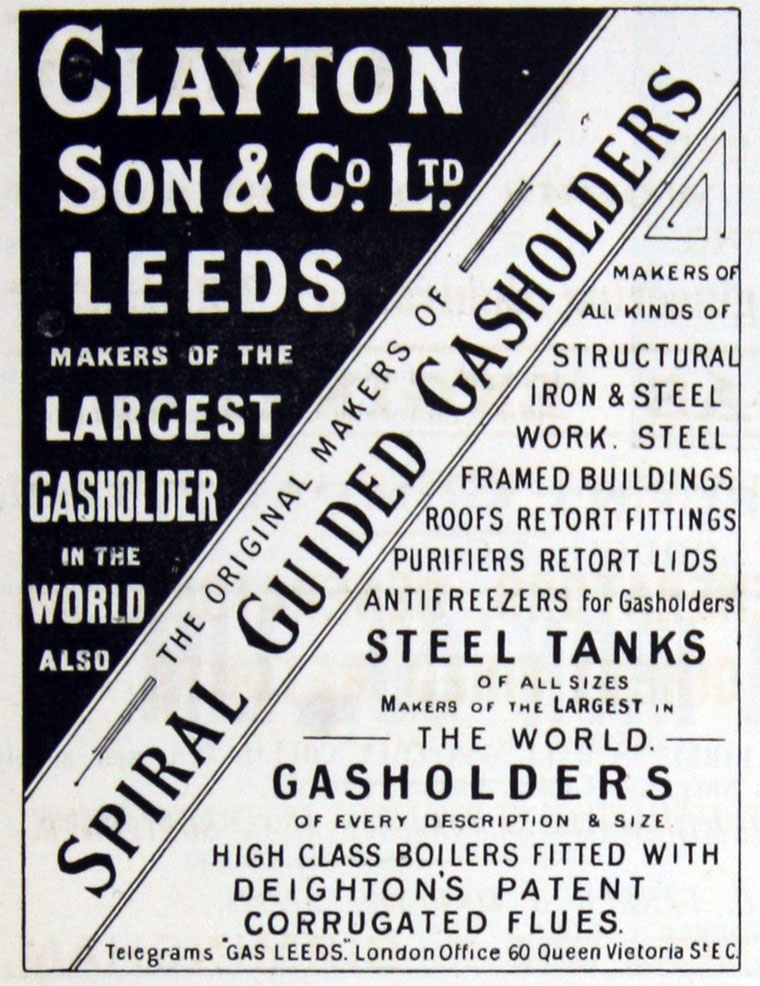 CLAYTON
SON & Co. LTD.
LEEDS
MAKERS OF THE
LARGEST
GASHOLDER
IN THE
WORLD
ALSO
THE ORIGINAL MAKERS OF
SPIRAL GUIDED GASHOLDERS
MAKERS OF
ALL KINDS OF
STRUCTURAL
IRON & STEEL
WORK. STEEL
FRAMED BUILDINGS
ROOFS RETORT FITTINGS
PURIFIERS RETORT LIDS
ANTIFREEZERS for Gasholders
STEEL TANKS
OF ALL SIZES
MAKERS OF THE LARGEST IN
THE WORLD.
GASHOLDERS
OF EVERY DESCRIPTION & SIZE
HIGH CLASS BOILERS FITTED WITH
DEIGHTON'S PATENT
CORRUGATED FLUES.
Telegrams "GAS LEEDS." London Office 60 Queen Victoria St E.C.